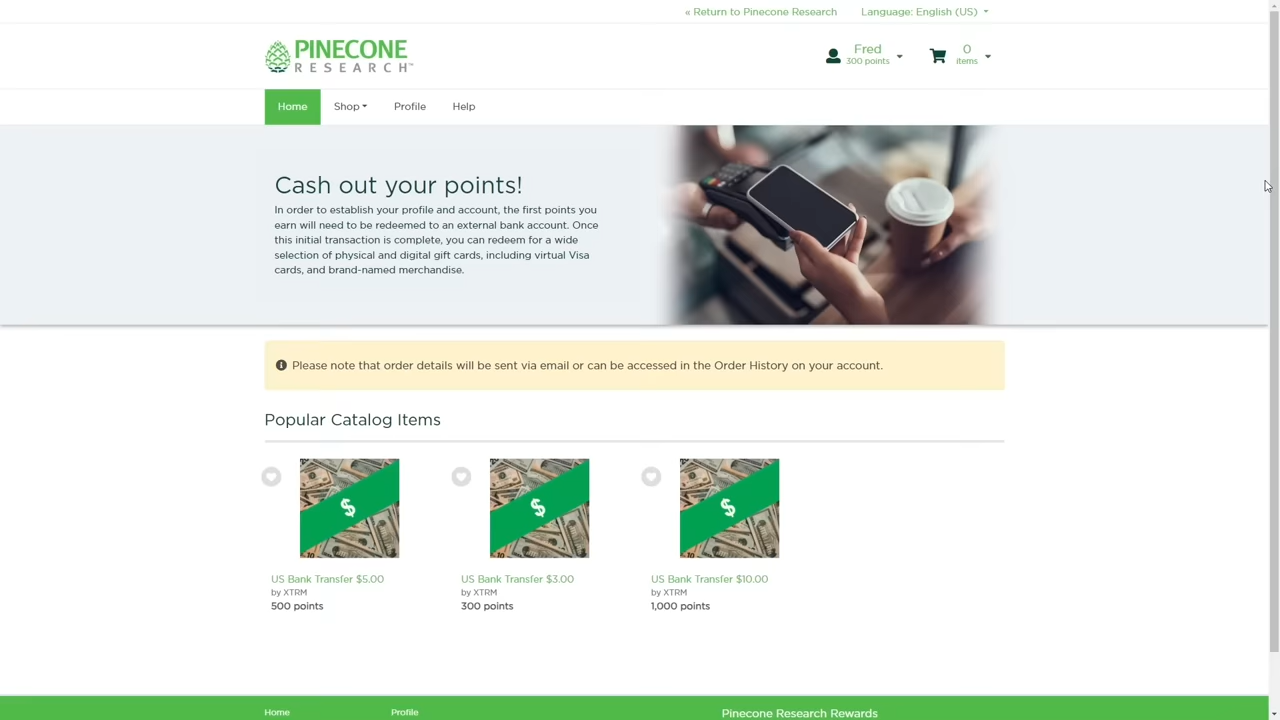 « Return to Pinecone Research
Language: English (US)
PINECONE
RESEARCH™
Fred
300 points
0
items
Home
Shop
Profile
Help
Cash out your points!
In order to establish your profile and account, the first points you
earn will need to be redeemed to an external bank account. Once
this initial transaction is complete, you can redeem for a wide
selection of physical and digital gift cards, including virtual Visa
cards, and brand-named merchandise.
Please note that order details will be sent via email or can be accessed in the Order History on your account.
Popular Catalog Items
$
$
$
US Bank Transfer $5.00
by XTRM
500 points
US Bank Transfer $3.00
by XTRM
300 points
US Bank Transfer $10.00
by XTRM
1,000 points
Home
Profile
Pinecone Research Rewards